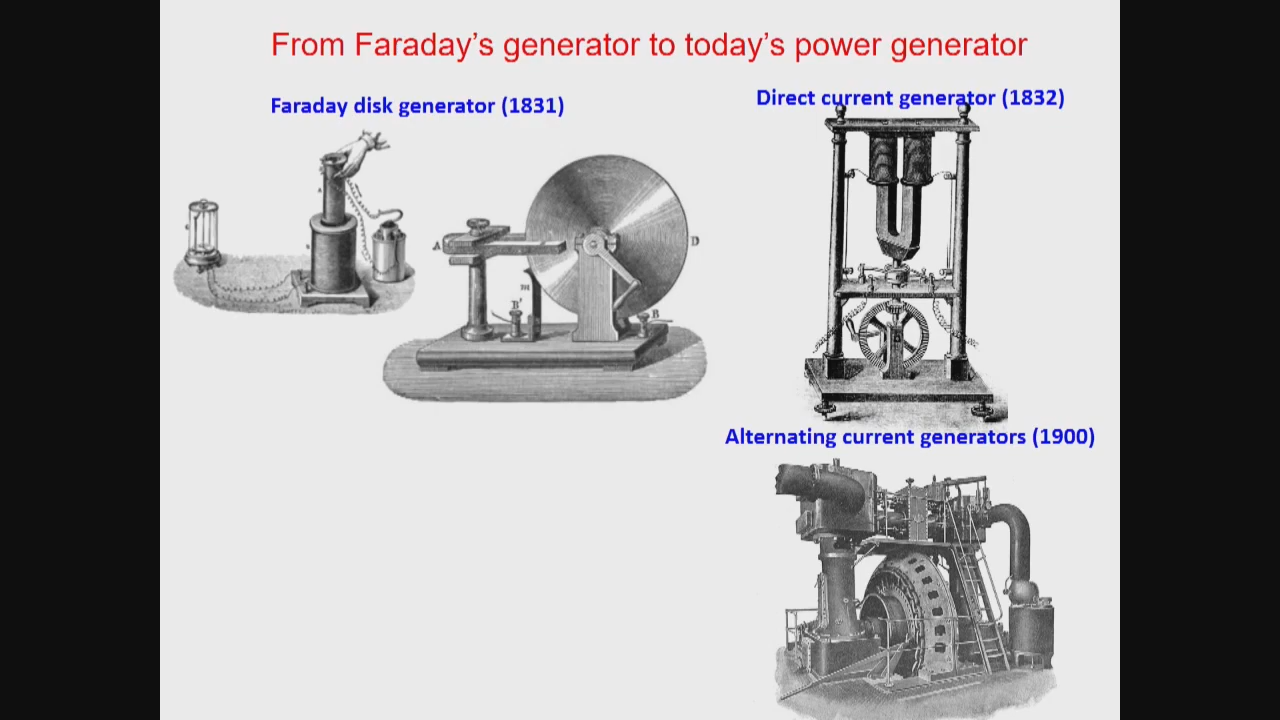 From Faraday’s generator to today’s power generator
Faraday disk generator (1831)
Direct current generator (1832)
A
D
m
B'
B
Alternating current generators (1900)